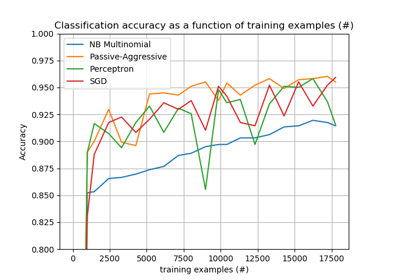 Classification accuracy as a function of training examples (#)
1.000
0.975
0.950
0.925
0.900
0.875
0.850
0.825
0.800
Accuracy
NB Multinomial
Passive-Aggressive
Perceptron
SGD
0 2500 5000 7500 10000 12500 15000 17500
training examples (#)